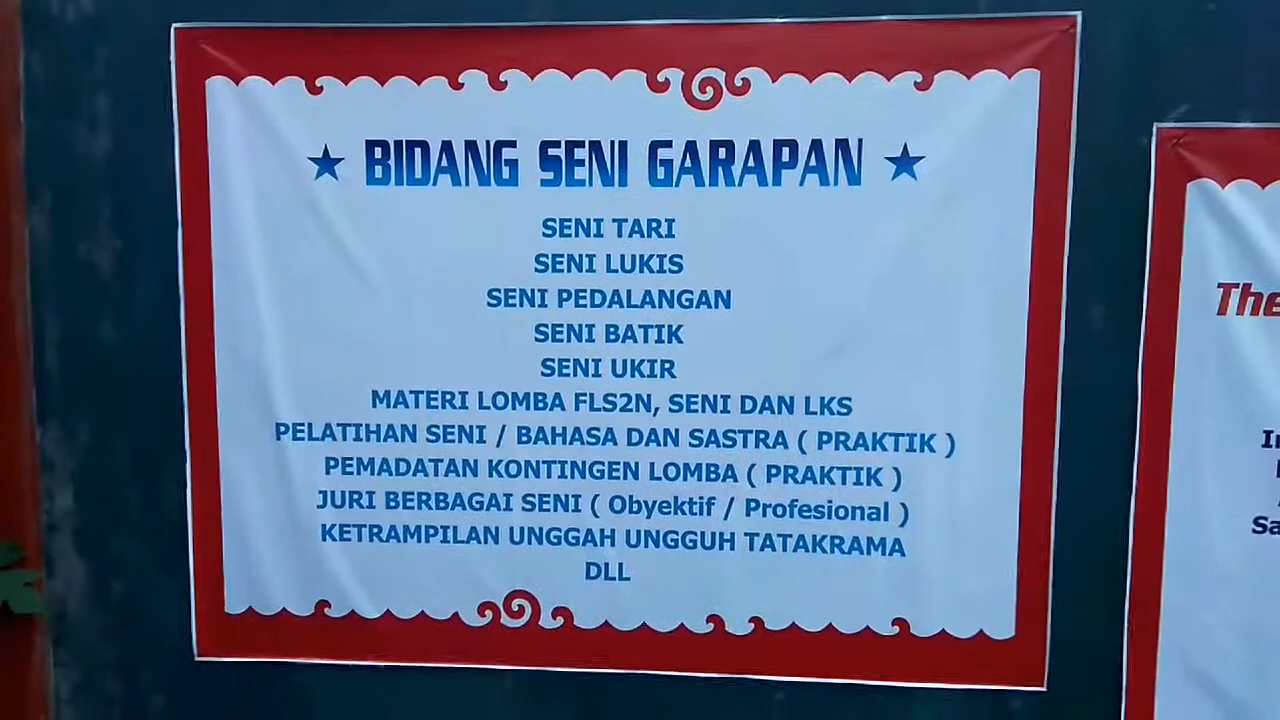 BIDANG SENI GARAPAN
SENI TARI
SENI LUKIS
SENI PEDALANGAN
SENI BATIK
SENI UKIR
MATERI LOMBA FLS2N, SENI DAN LKS
PELATIHAN SENI / BAHASA DAN SASTRA ( PRAKTIK )
PEMADATAN KONTINGEN LOMBA ( PRAKTIK )
JURI BERBAGAI SENI ( Obyektif / Profesional )
KETRAMPILAN UNGGAH UNGGUH TATAKRAMA
DLL
The